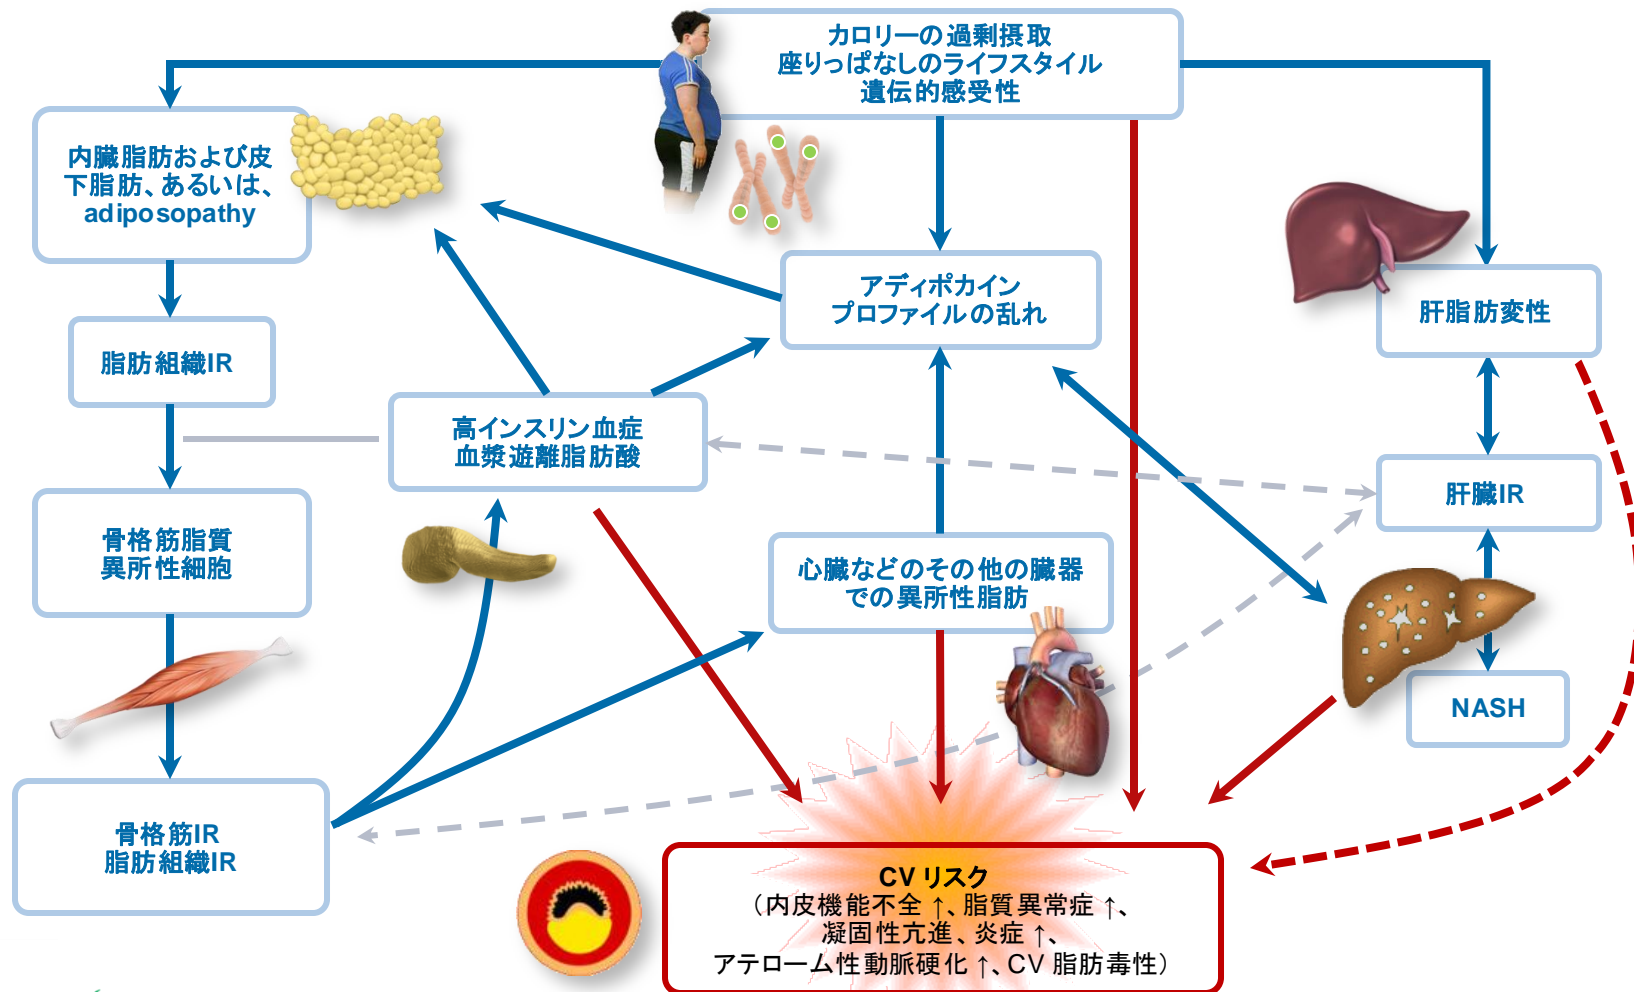 カロリーの過剰摂取
座りっぱなしのライフスタイル
遺伝的感受性
内臓脂肪および皮
下脂肪、あるいは、
adiposopathy
アディポカイン
プロファイルの乱れ
肝脂肪変性
脂肪組織IR
高インスリン血症
血漿遊離脂肪酸
肝臓IR
骨格筋脂質
異所性細胞
心臓などのその他の臓器
での異所性脂肪
NASH
骨格筋IR
脂肪組織IR
CV リスク
（内皮機能不全 ↑、脂質異常症 ↑、
凝固性亢進、炎症 ↑、
アテローム性動脈硬化 ↑、CV 脂肪毒性）